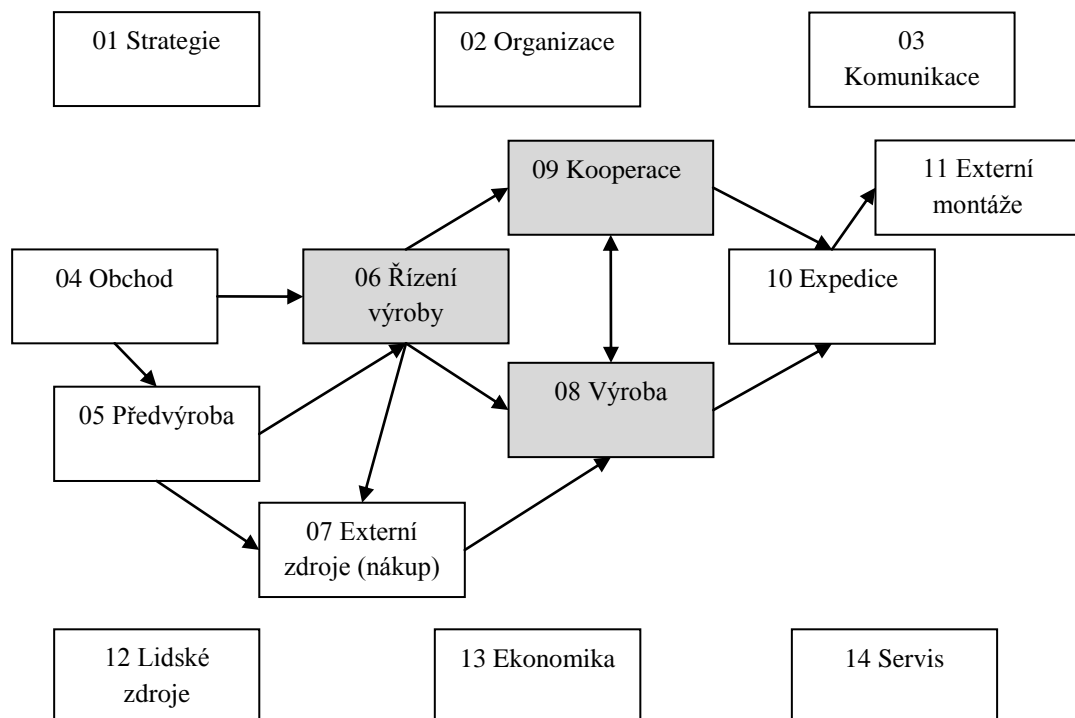 01 Strategie
02 Organizace
03
Komunikace
09 Kooperace
11 Externí
montáže
04 Obchod
06 Řízení
výroby
10 Expedice
05 Předvýroba
08 Výroba
07 Externí
zdroje (nákup)
12 Lidské
zdroje
13 Ekonomika
14 Servis